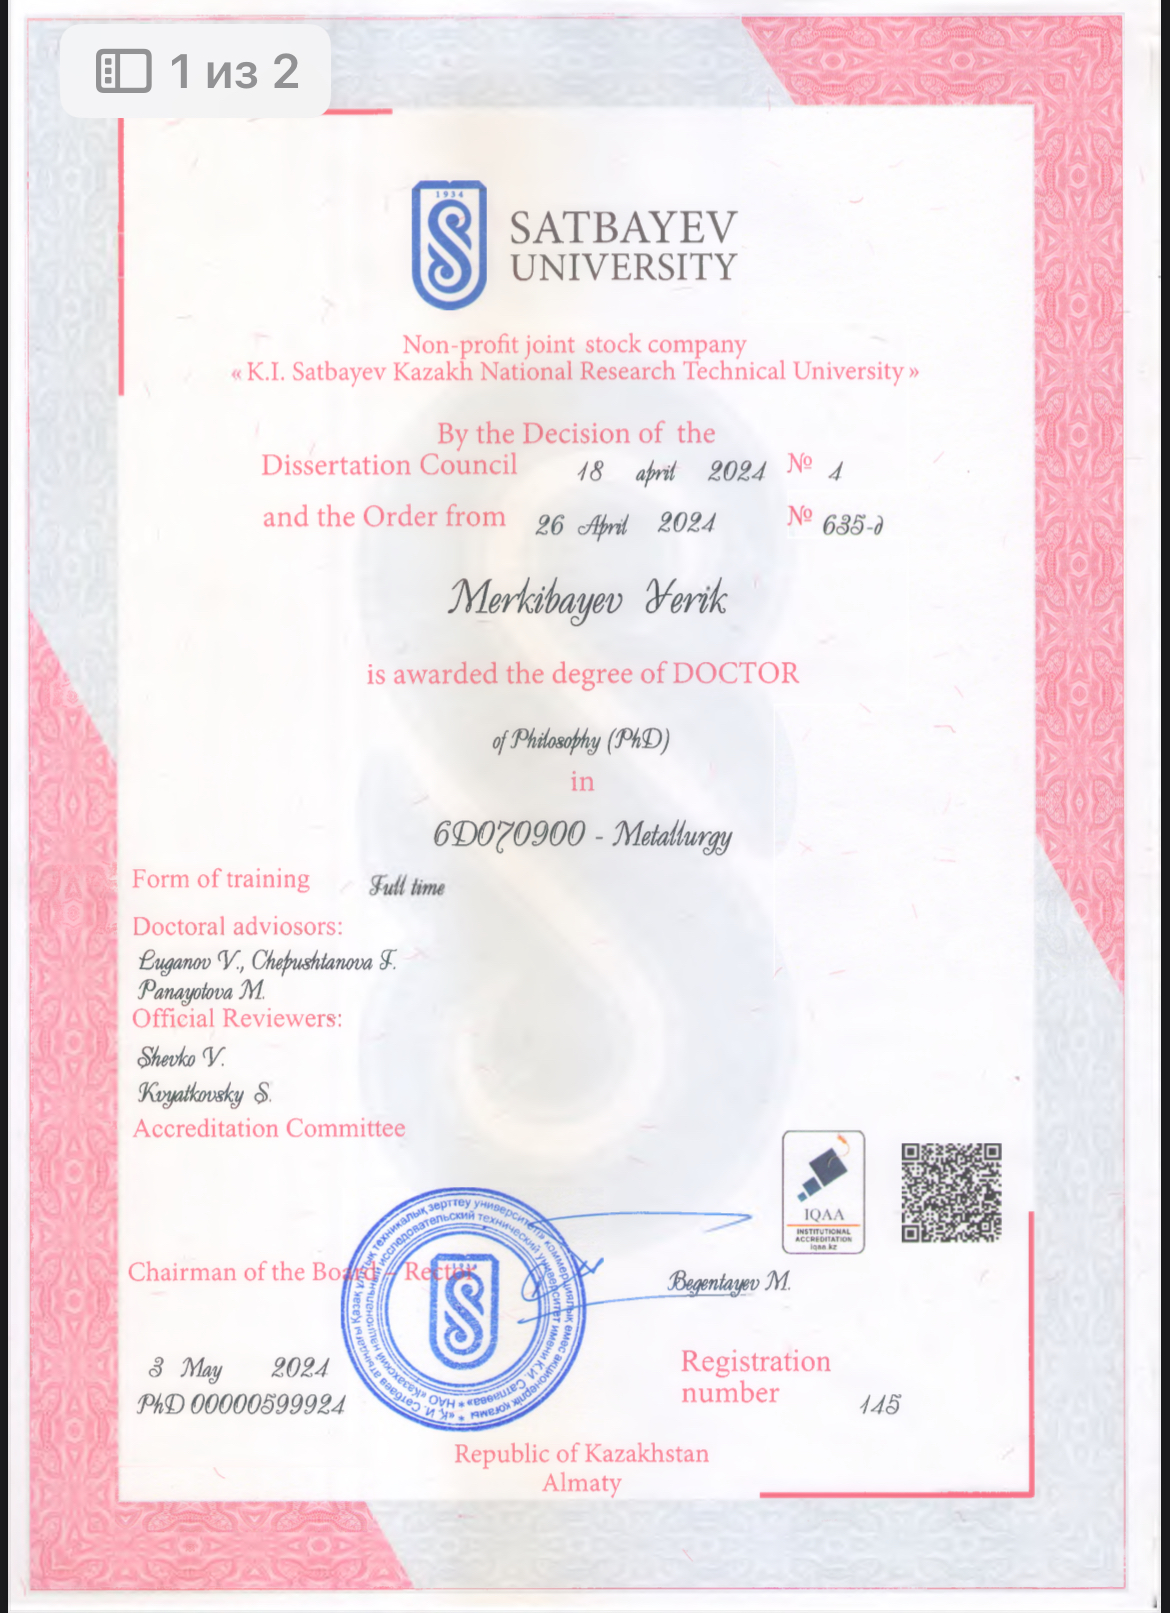 1 из 2
1934
SATBAYEV
UNIVERSITY
Non-profit joint stock company
« K.I. Satbayev Kazakh National Research Technical University »
By the Decision of the
Dissertation Council 18 april 2024 № 4
and the Order from 26 April 2024 № 635-д
Merkibayev Yerik
is awarded the degree of DOCTOR
of Philosophy (PhD)
in
6D070900 - Metallurgy
Form of training Full time
Doctoral adviosors:
Luganov V., Chepushtanova T.
Panayotova M.
Official Reviewers:
Shevko V.
Kvyatkovsky S.
Accreditation Committee
IQAA
INSTITUTIONAL
ACCREDITATION
iqaa.kz
Chairman of the Board – Rector Begentayev M.
3 May 2024
PhD 00000599924
Registration
number 145
Republic of Kazakhstan
Almaty